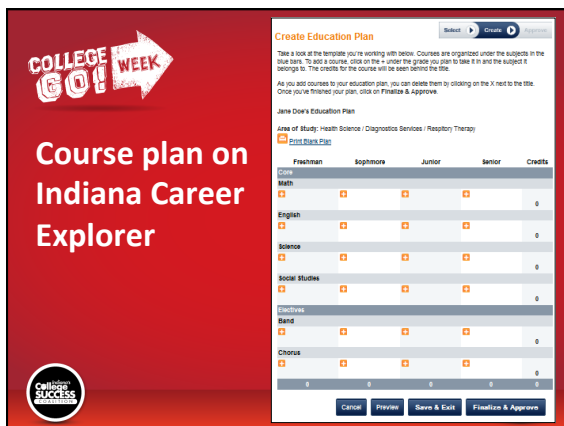 COLLEGE
GO! WEEK
Course plan on
Indiana Career
Explorer
Indiana's
College
SUCCESS
COALITION
Create Education Plan
Select Create Approve
Take a look at the template you're working with below. Courses are organized under the subjects in the
blue bars. To add a course, click on the + under the grade you plan to take it in and the subject it
belongs to. The credits for the course will be seen behind the title.
As you add courses to your education plan, you can delete them by clicking on the X next to the title.
Once you've finished your plan, click on Finalize & Approve.
Jane Doe's Education Plan
Area of Study: Health Science / Diagnostics Services / Respitory Therapy
Print Blank Plan
Freshman Sophmore Junior Senior Credits
Core
Math
+ + + +
0
English
+ + + +
0
Science
+ + + +
0
Social Studies
+ + + +
0
Electives
Band
+ + + +
0
Chorus
+ + + +
0
0 0 0 0 0
Cancel Preview Save & Exit Finalize & Approve